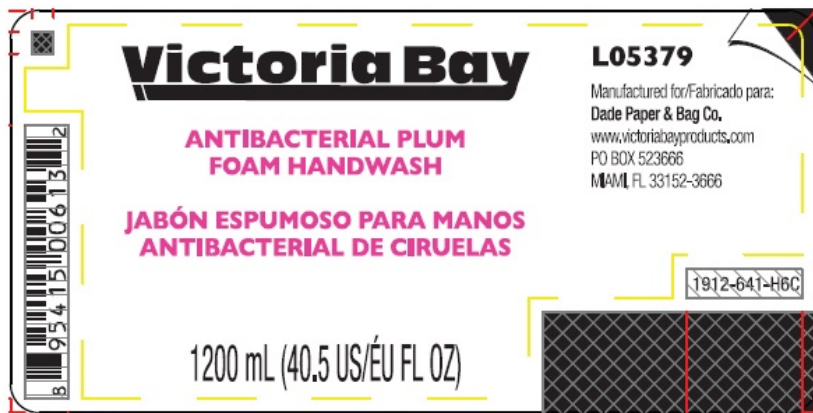 Victoria Bay
ANTIBACTERIAL PLUM
FOAM HANDWASH
JABÓN ESPUMOSO PARA MANOS
ANTIBACTERIAL DE CIRUELAS
1200 mL (40.5 US/ÉU FL OZ)
L05379
Manufactured for/Fabricado para:
Dade Paper & Bag Co.
www.victoriabayproducts.com
PO BOX 523666
MIAMI, FL 33152-3666
1912-641-H6C
8 95415 00613 2